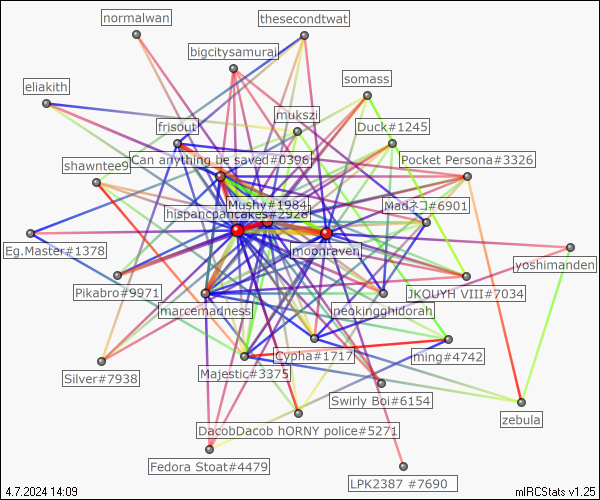 normalwan
thesecondtwat
bigcitysamurai
somass
eliakith
mukszi
frisout
Duck#1245
shawntee9
Can anything be saved#0396
Pocket Persona#3326
Mushy#1984
Madネコ#6901
hispancpancakes#2928
Eg.Master#1378
moonraven
yoshimanden
Pikabro#9971
JKOUYH VIII#7034
marcemadness
neokingghidorah
Cypha#1717
ming#4742
Silver#7938
Majestic#3375
Swirly Boi#6154
zebula
DacobDacob hORNY police#5271
Fedora Stoat#4479
LPK2387 #7690
4.7.2024 14:09
mIRCStats v1.25